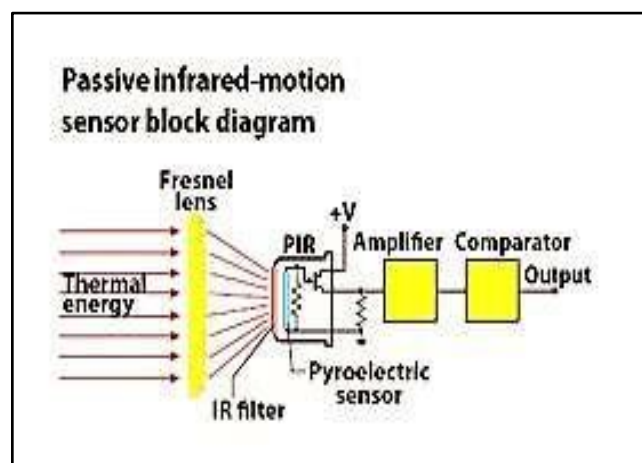 Passive infrared-motion
sensor block diagram
Fresnel
lens
+V
PIR
Amplifier
Comparator
Thermal
energy
Output
Pyroelectric
sensor
IR filter